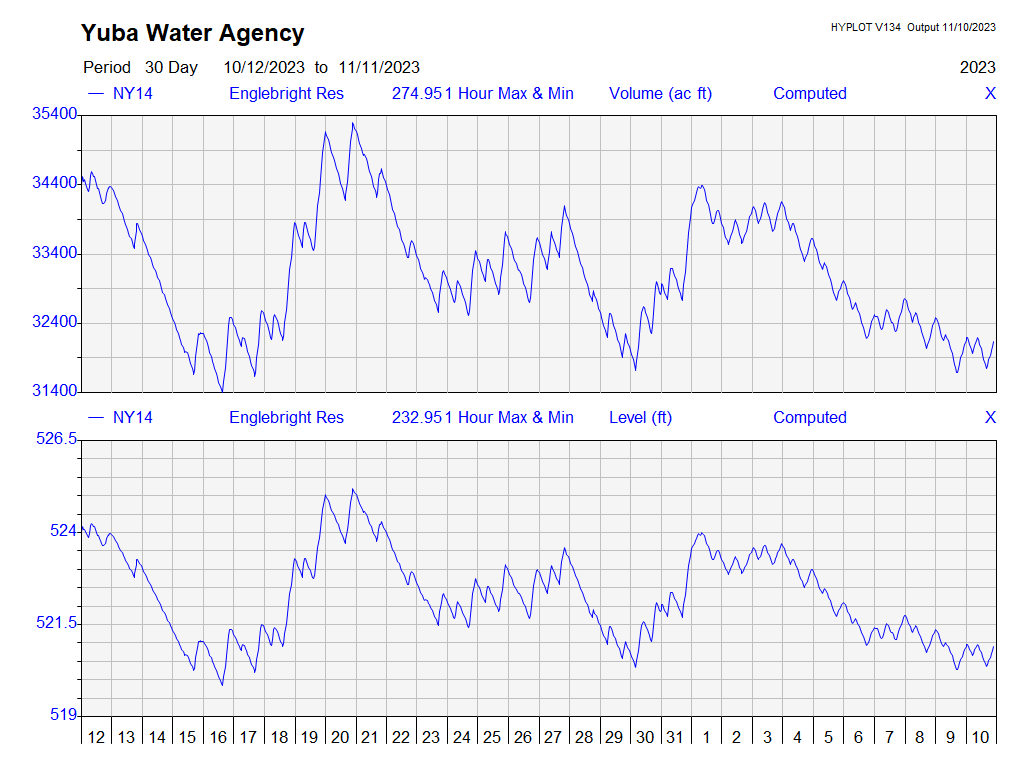 Yuba Water Agency
HYPLOT V134 Output 11/10/2023
Period 30 Day 10/12/2023 to 11/11/2023
2023
— NY14 Englebright Res 274.951 Hour Max & Min Volume (ac ft) Computed X
35400
34400
33400
32400
31400
— NY14 Englebright Res 232.951 Hour Max & Min Level (ft) Computed X
526.5
524
521.5
519
12 13 14 15 16 17 18 19 20 21 22 23 24 25 26 27 28 29 30 31 1 2 3 4 5 6 7 8 9 10